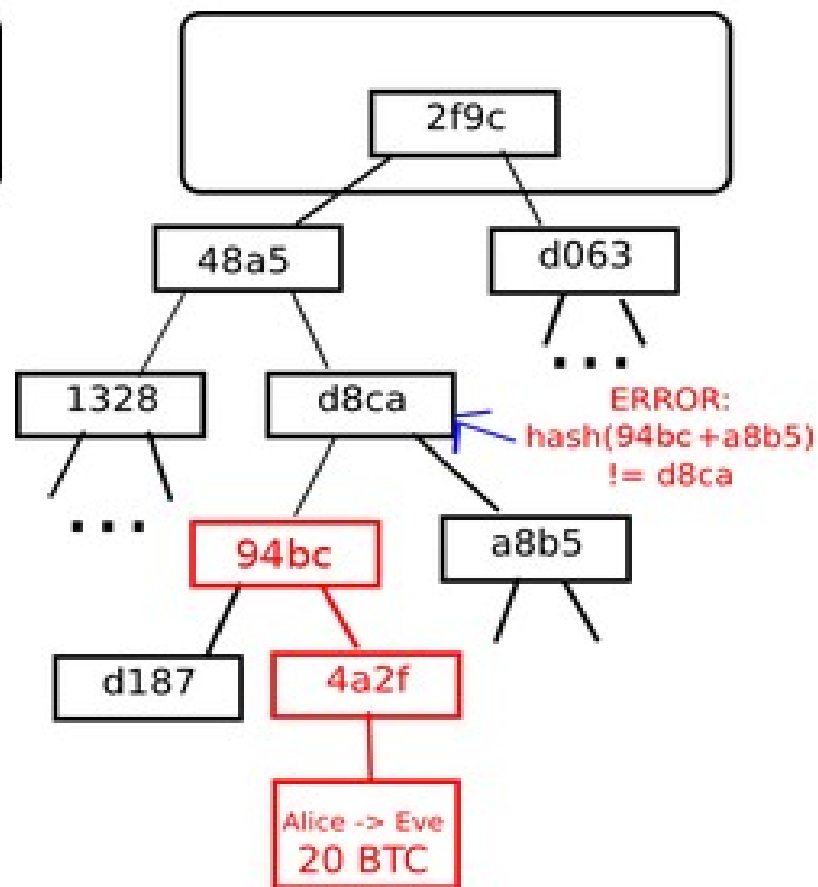 2f9c
48a5
d063
. . .
1328
d8ca
ERROR:
hash(94bc+a8b5)
!= d8ca
. . .
94bc
a8b5
d187
4a2f
Alice -> Eve
20 BTC